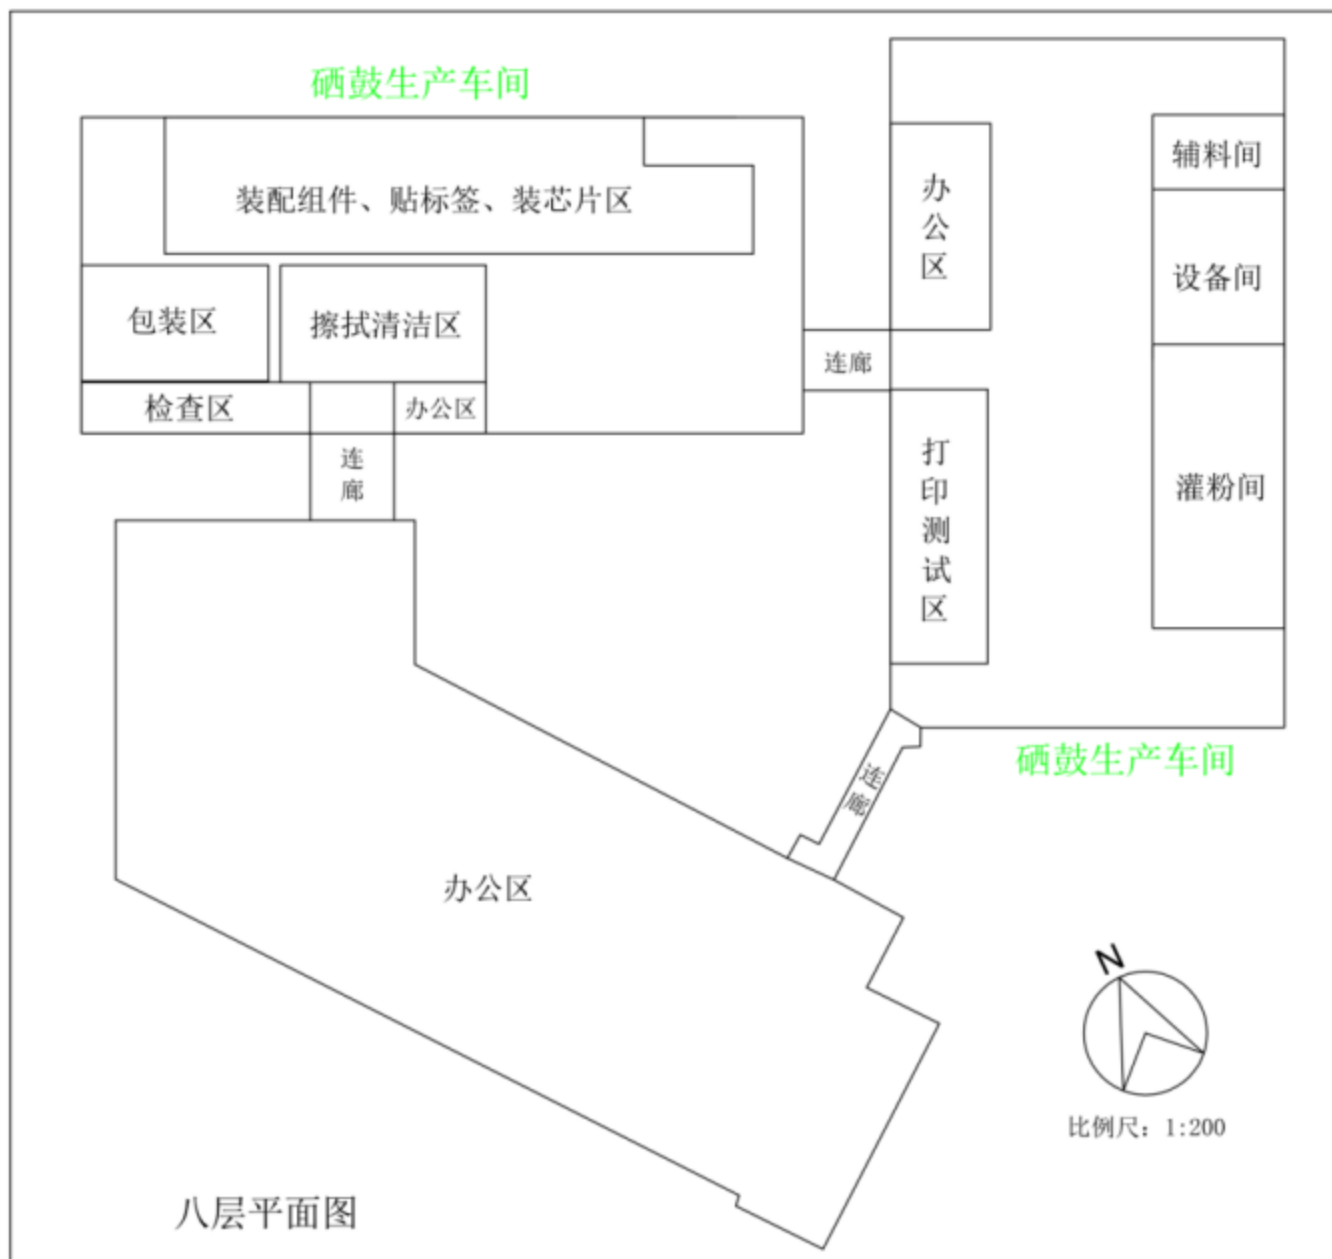 硒鼓生产车间
装配组件、贴标签、装芯片区
包装区
擦拭清洁区
检查区
办公区
连廊
连廊
办公区
打印测试区
辅料间
设备间
灌粉间
硒鼓生产车间
连廊
办公区
N
比例尺：1:200
八层平面图